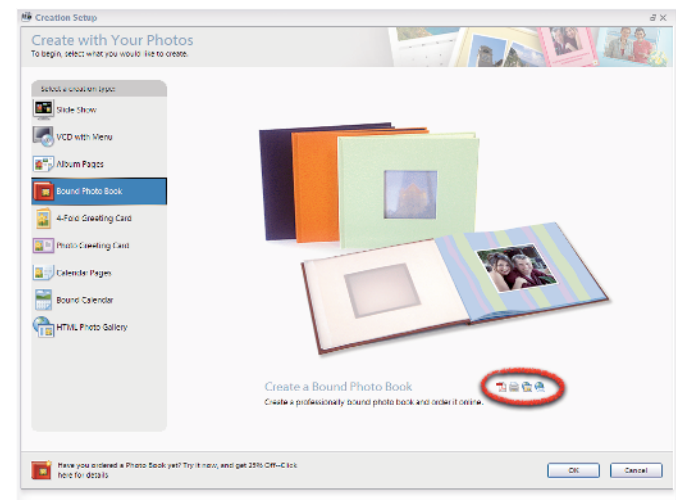 Creation Setup
Create with Your Photos
To begin, select what you would like to create.
Select a creation type:
Slide Show
VCD with Menu
Album Pages
Bound Photo Book
4-Fold Greeting Card
Photo Greeting Card
Calendar Pages
Bound Calendar
HTML Photo Gallery
Create a Bound Photo Book
Create a professionally bound photo book and order it online.
Have you ordered a Photo Book yet? Try it now, and get 25% Off--Click
here for details
OK
Cancel